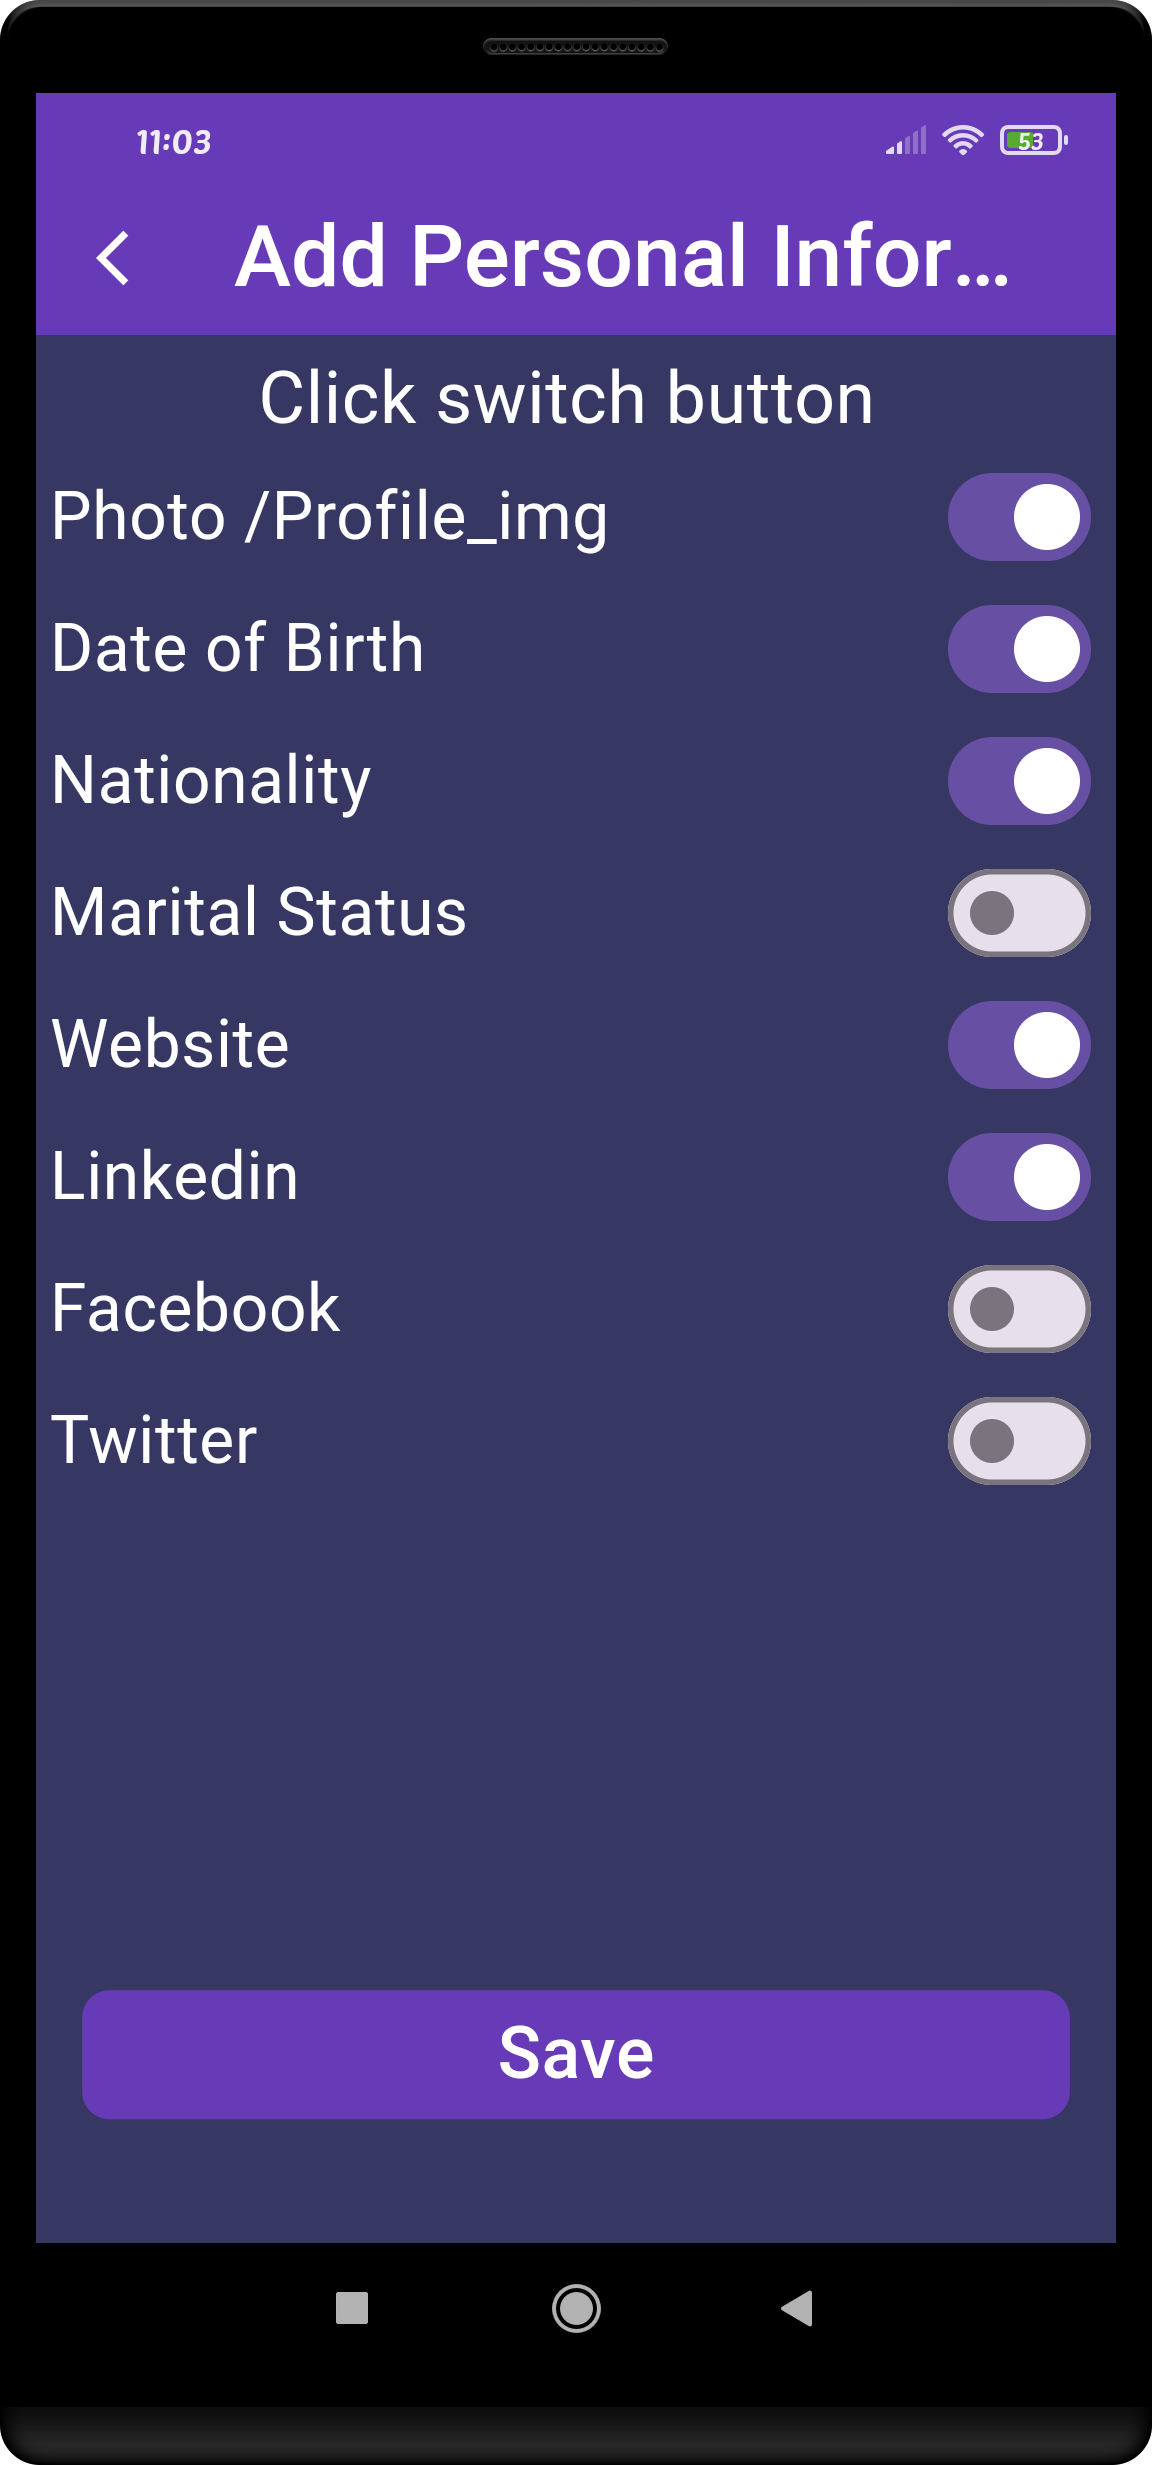 11:03
53
Add Personal Infor...
Click switch button
Photo /Profile_img
Date of Birth
Nationality
Marital Status
Website
Linkedin
Facebook
Twitter
Save